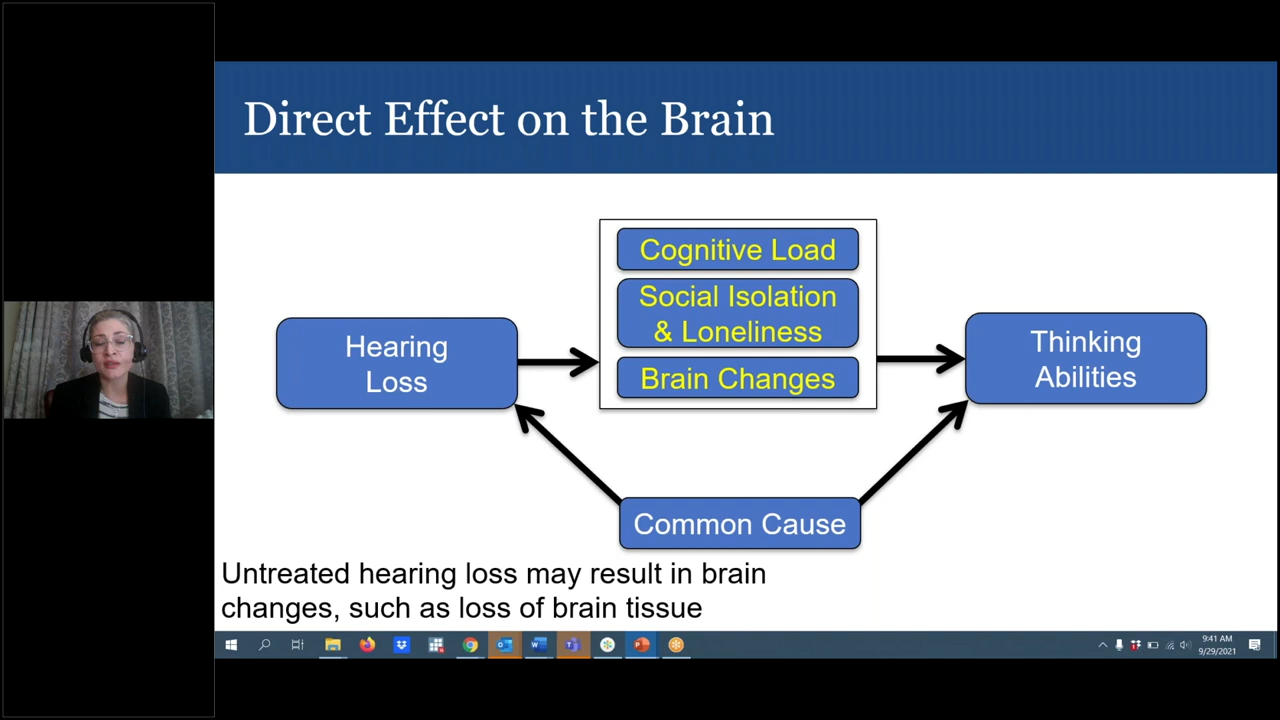 Direct Effect on the Brain
Cognitive Load
Social Isolation
& Loneliness
Brain Changes
Hearing
Loss
Thinking
Abilities
Common Cause
Untreated hearing loss may result in brain
changes, such as loss of brain tissue
9:41 AM
9/29/2021